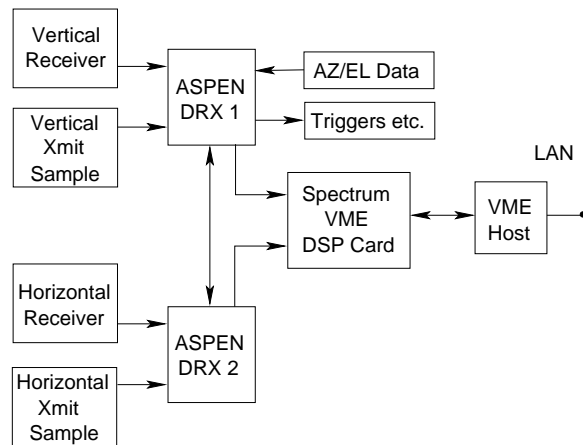 Vertical
Receiver
ASPEN
DRX 1
AZ/EL Data
Vertical
Xmit
Sample
Triggers etc.
LAN
Spectrum
VME
DSP Card
VME
Host
Horizontal
Receiver
ASPEN
DRX 2
Horizontal
Xmit
Sample